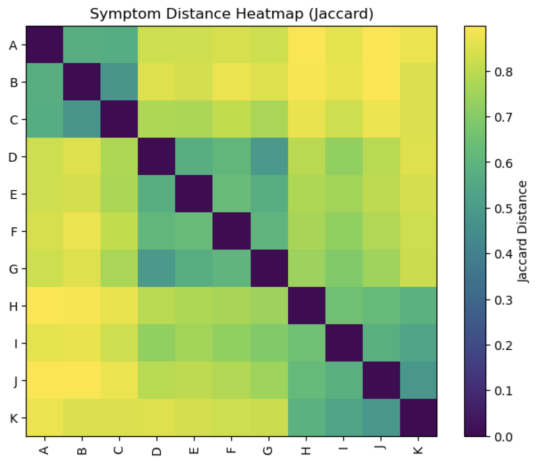 Symptom Distance Heatmap (Jaccard)
A
B
C
D
E
F
G
H
I
J
K
A B C D E F G H I J K
0.8
0.7
0.6
0.5
0.4
0.3
0.2
0.1
0.0
Jaccard Distance